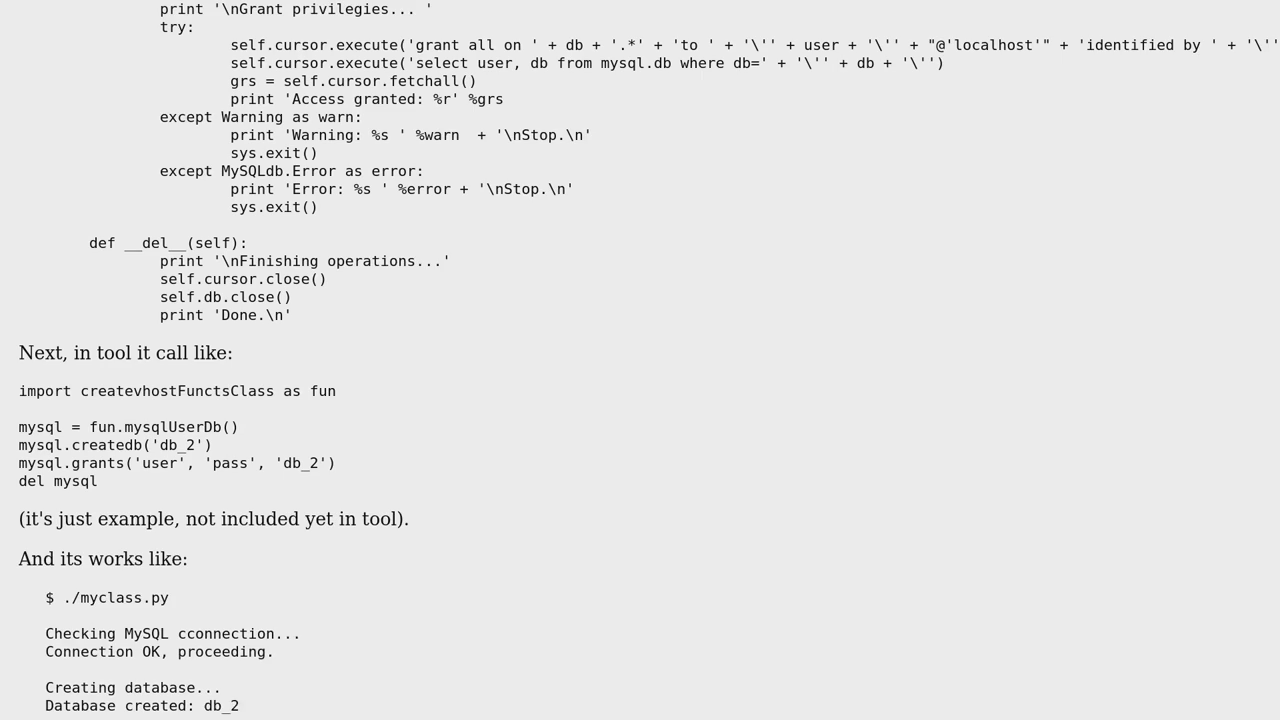 print '\nGrant privilegies... '
try:
self.cursor.execute('grant all on ' + db + '.*' + 'to ' + '\'' + user + '\'' + "@'localhost'" + 'identified by ' + '\''
self.cursor.execute('select user, db from mysql.db where db=' + '\'' + db + '\'')
grs = self.cursor.fetchall()
print 'Access granted: %r' %grs
except Warning as warn:
print 'Warning: %s ' %warn  + '\nStop.\n'
sys.exit()
except MySQLdb.Error as error:
print 'Error: %s ' %error + '\nStop.\n'
sys.exit()
def __del__(self):
print '\nFinishing operations...'
self.cursor.close()
self.db.close()
print 'Done.\n'
Next, in tool it call like:
import createvhostFunctsClass as fun
mysql = fun.mysqlUserDb()
mysql.createdb('db_2')
mysql.grants('user', 'pass', 'db_2')
del mysql
(it's just example, not included yet in tool).
And its works like:
$ ./myclass.py
Checking MySQL cconnection...
Connection OK, proceeding.
Creating database...
Database created: db_2